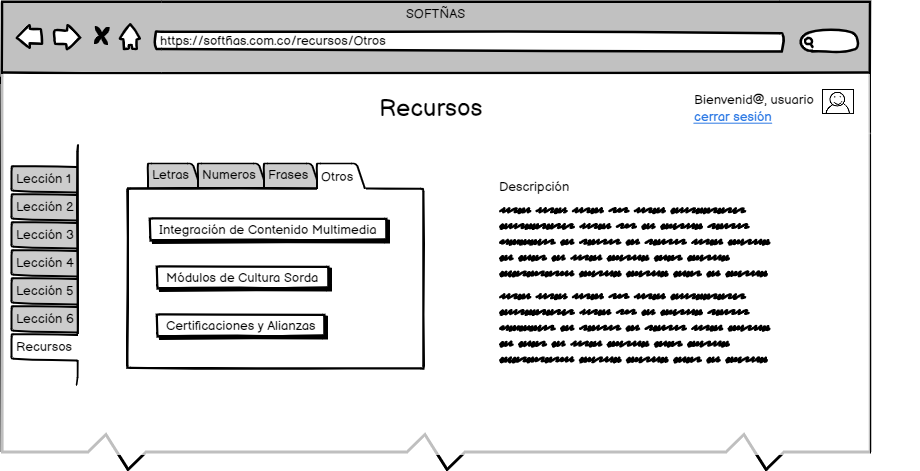 SOFTÑAS
https://softñas.com.co/recursos/Otros
Recursos
Bienvenid@, usuario
cerrar sesión
Lección 1
Lección 2
Lección 3
Lección 4
Lección 5
Lección 6
Recursos
Letras Numeros Frases Otros
Integración de Contenido Multimedia
Módulos de Cultura Sorda
Certificaciones y Alianzas
Descripción